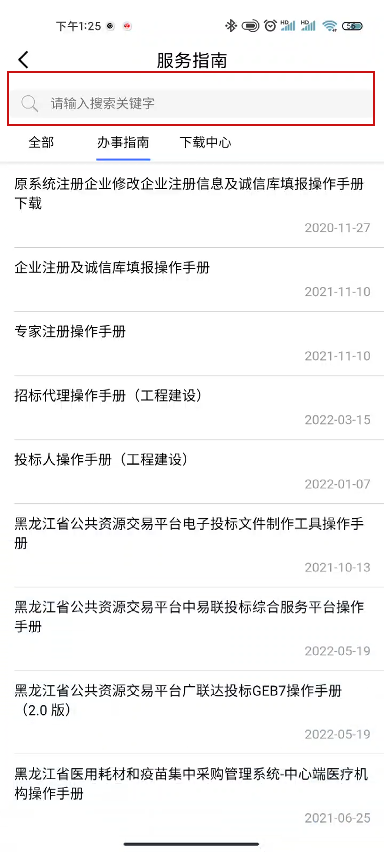 下午1:25
HD HD 56
服务指南
请输入搜索关键字
全部 办事指南 下载中心
原系统注册企业修改企业注册信息及诚信库填报操作手册
下载
2020-11-27
企业注册及诚信库填报操作手册
2021-11-10
专家注册操作手册
2021-11-10
招标代理操作手册（工程建设）
2022-03-15
投标人操作手册（工程建设）
2022-01-07
黑龙江省公共资源交易平台电子投标文件制作工具操作手
册
2021-10-13
黑龙江省公共资源交易平台中易联投标综合服务平台操作
手册
2022-05-19
黑龙江省公共资源交易平台广联达投标GEB7操作手册
（2.0 版）
2022-05-19
黑龙江省医用耗材和疫苗集中采购管理系统-中心端医疗机
构操作手册
2021-06-25